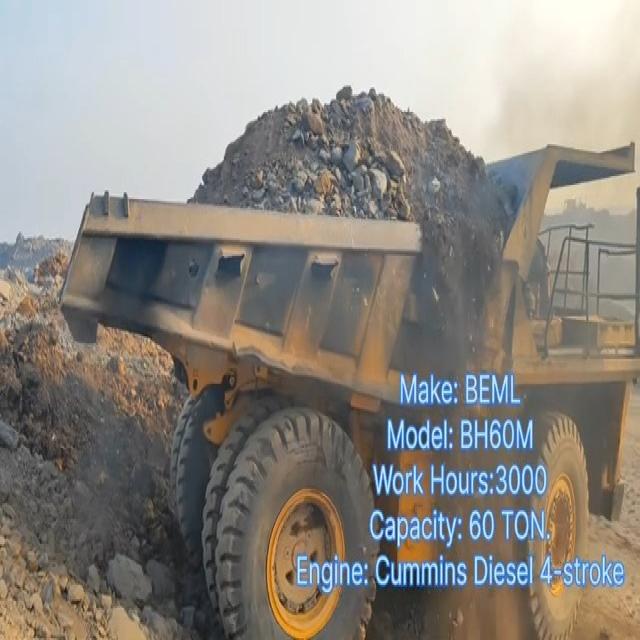 Make: BEML
Model: BH60M
Work Hours:3000
Capacity: 60 TON.
Engine: Cummins Diesel 4-stroke